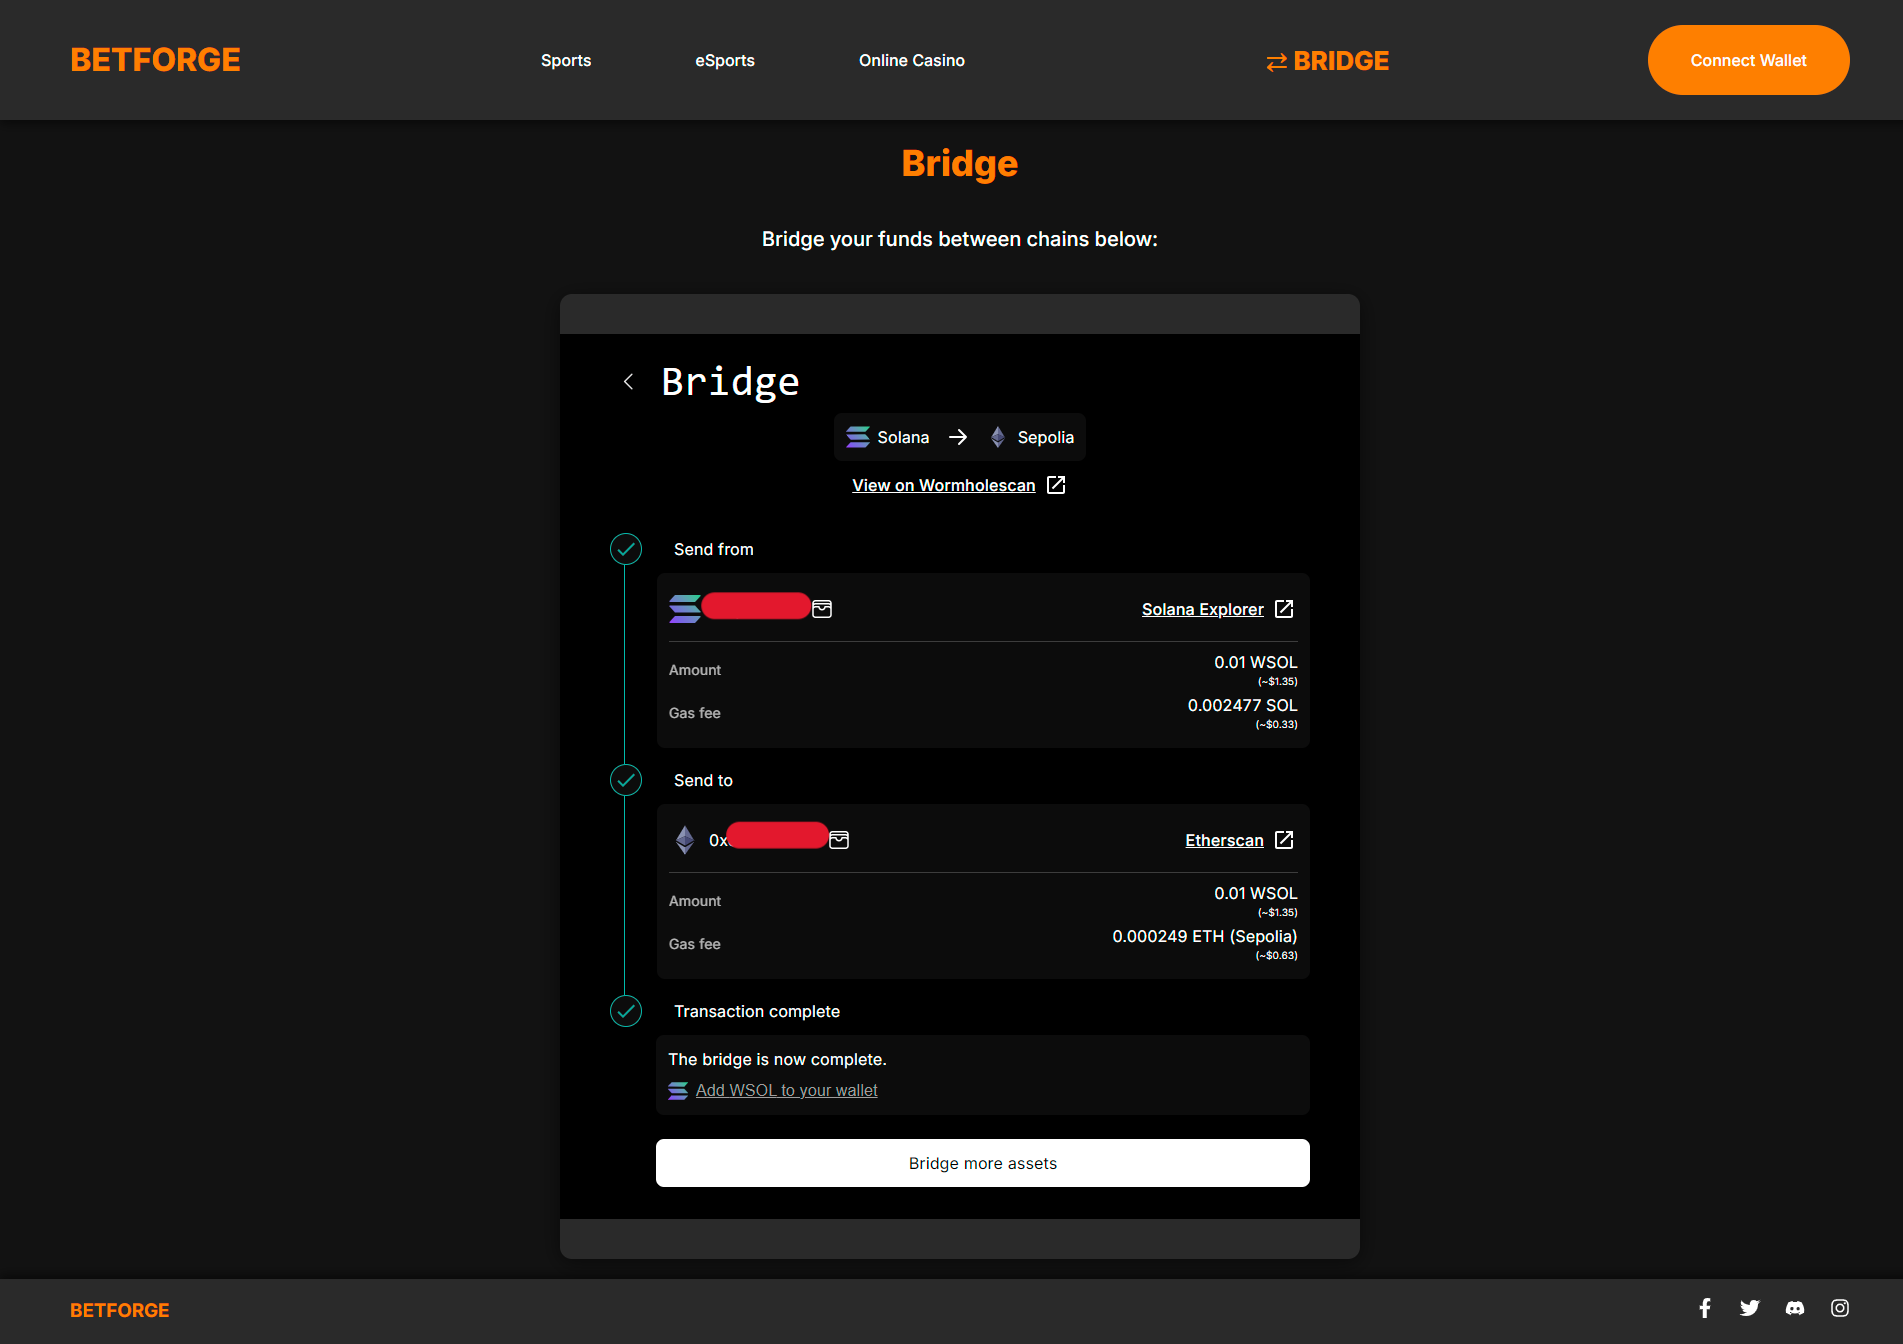 BETFORGE
Sports
eSports
Online Casino
BRIDGE
Connect Wallet
Bridge
Bridge your funds between chains below:
Bridge
Solana
Sepolia
View on Wormholescan
Send from
Solana Explorer
Amount
0.01 WSOL
(~$1.35)
Gas fee
0.002477 SOL
(~$0.33)
Send to
0x
Etherscan
Amount
0.01 WSOL
(~$1.35)
Gas fee
0.000249 ETH (Sepolia)
(~$0.63)
Transaction complete
The bridge is now complete.
Add WSOL to your wallet
Bridge more assets
BETFORGE